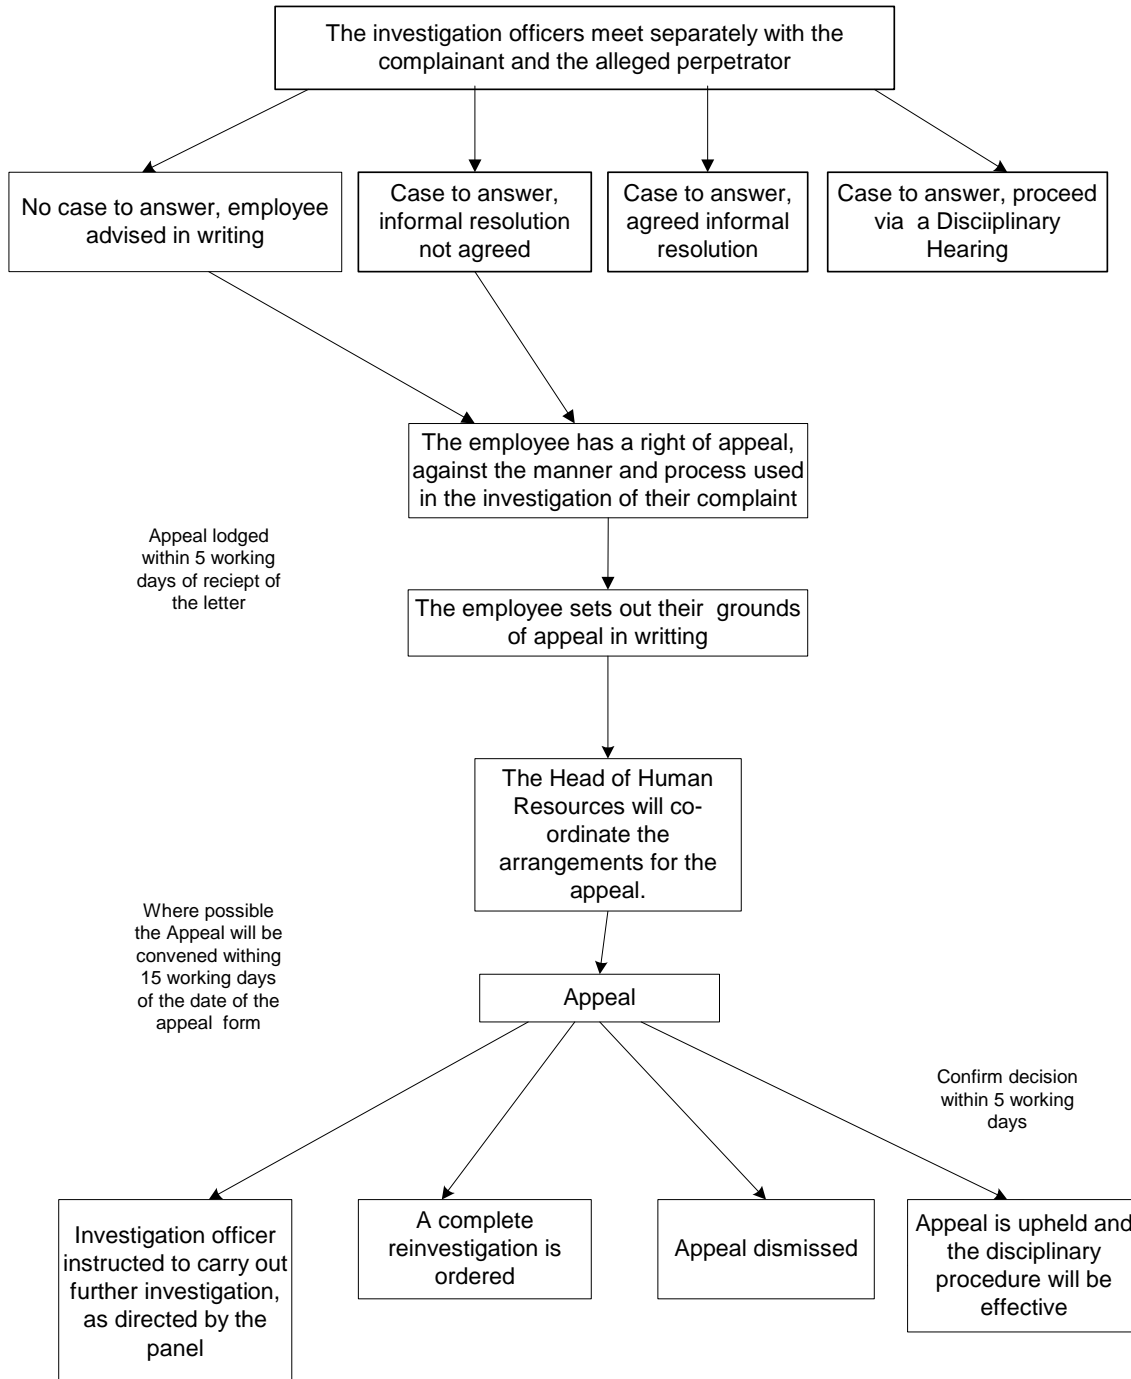 The investigation officers meet separately with the
complainant and the alleged perpetrator
No case to answer, employee
advised in writing
Case to answer,
informal resolution
not agreed
Case to answer,
agreed informal
resolution
Case to answer, proceed
via a Disciiplinary
Hearing
The employee has a right of appeal,
against the manner and process used
in the investigation of their complaint
Appeal lodged
within 5 working
days of reciept of
the letter
The employee sets out their grounds
of appeal in writting
The Head of Human
Resources will co-
ordinate the
arrangements for the
appeal.
Where possible
the Appeal will be
convened withing
15 working days
of the date of the
appeal form
Appeal
Confirm decision
within 5 working
days
Investigation officer
instructed to carry out
further investigation,
as directed by the
panel
A complete
reinvestigation is
ordered
Appeal dismissed
Appeal is upheld and
the disciplinary
procedure will be
effective